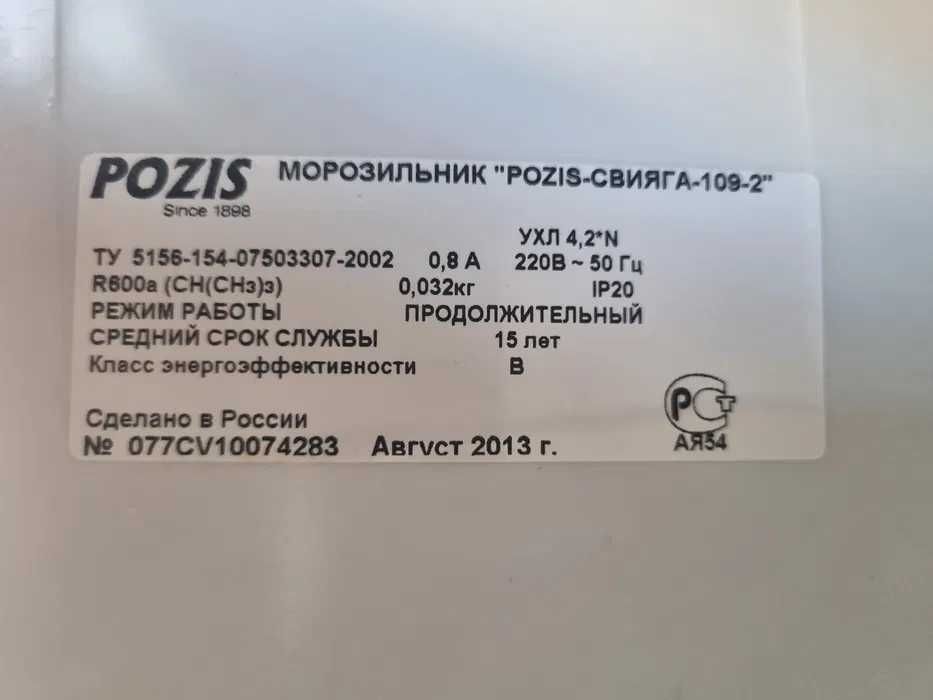 POZIS
Since 1898
МОРОЗИЛЬНИК "POZIS-СВИЯГА-109-2"
УХЛ 4,2*N
ТУ 5156-154-07503307-2002 0,8 А 220В ~ 50 Гц
R600a (CH(CH3)3) 0,032кг IP20
РЕЖИМ РАБОТЫ ПРОДОЛЖИТЕЛЬНЫЙ
СРЕДНИЙ СРОК СЛУЖБЫ 15 лет
Класс энергоэффективности В
Сделано в России
№ 077CV10074283 Август 2013 г.
РСТ
АЯ54